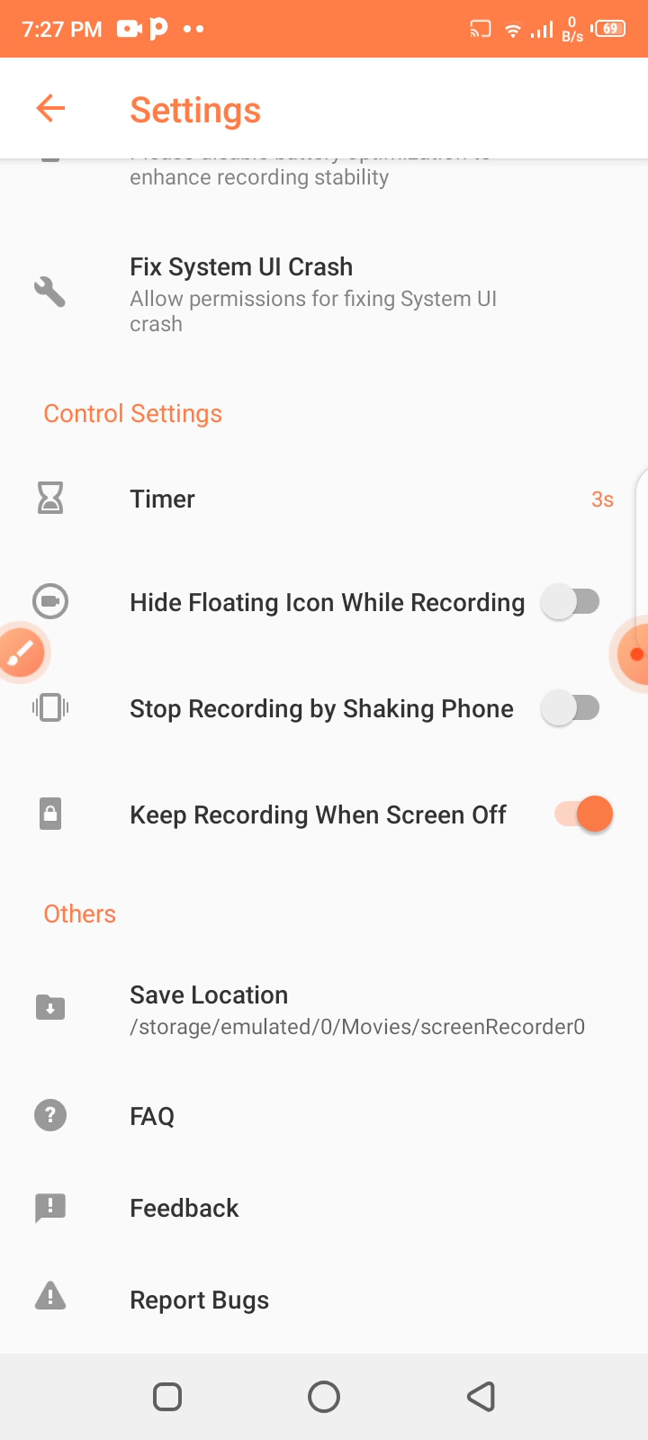 7:27 PM
0
B/s
69
Settings
enhance recording stability
Fix System UI Crash
Allow permissions for fixing System UI
crash
Control Settings
Timer
3s
Hide Floating Icon While Recording
Stop Recording by Shaking Phone
Keep Recording When Screen Off
Others
Save Location
/storage/emulated/0/Movies/screenRecorder0
FAQ
Feedback
Report Bugs